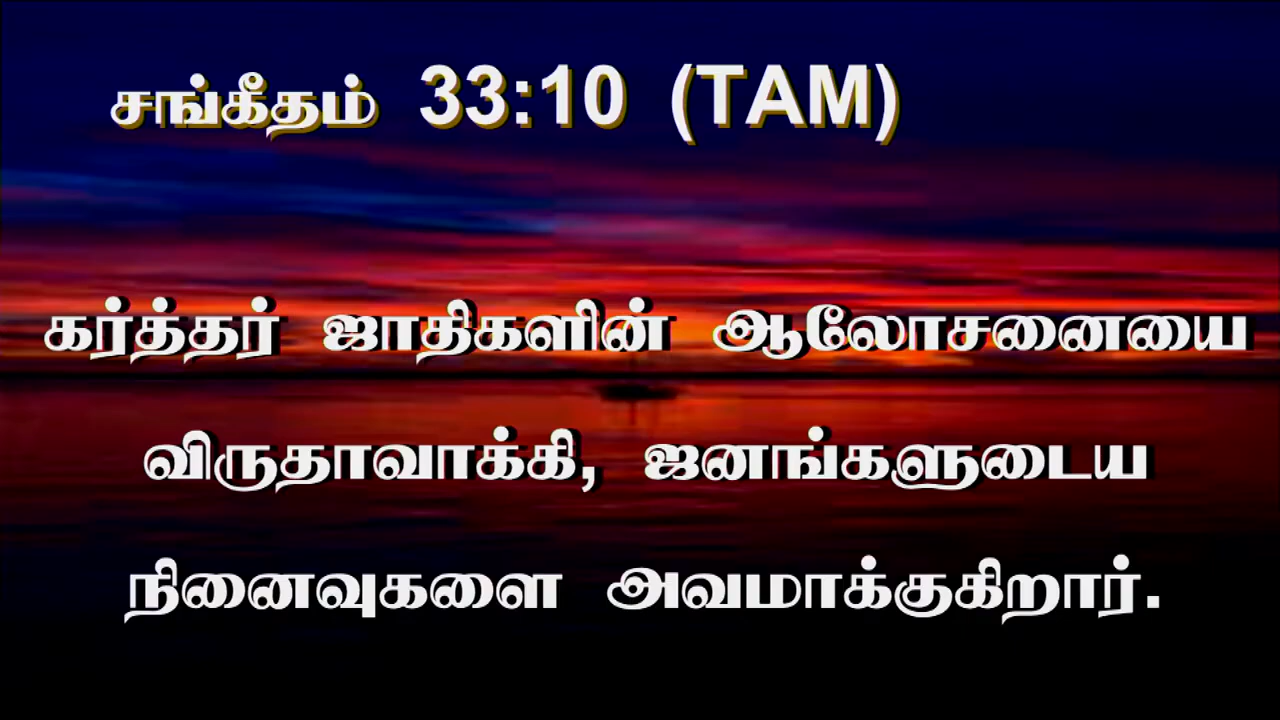 சங்கீதம் 33:10 (TAM)
கர்த்தர் ஜாதிகளின் ஆலோசனையை
விருதாவாக்கி, ஜனங்களுடைய
நினைவுகளை அவமாக்குகிறார்.